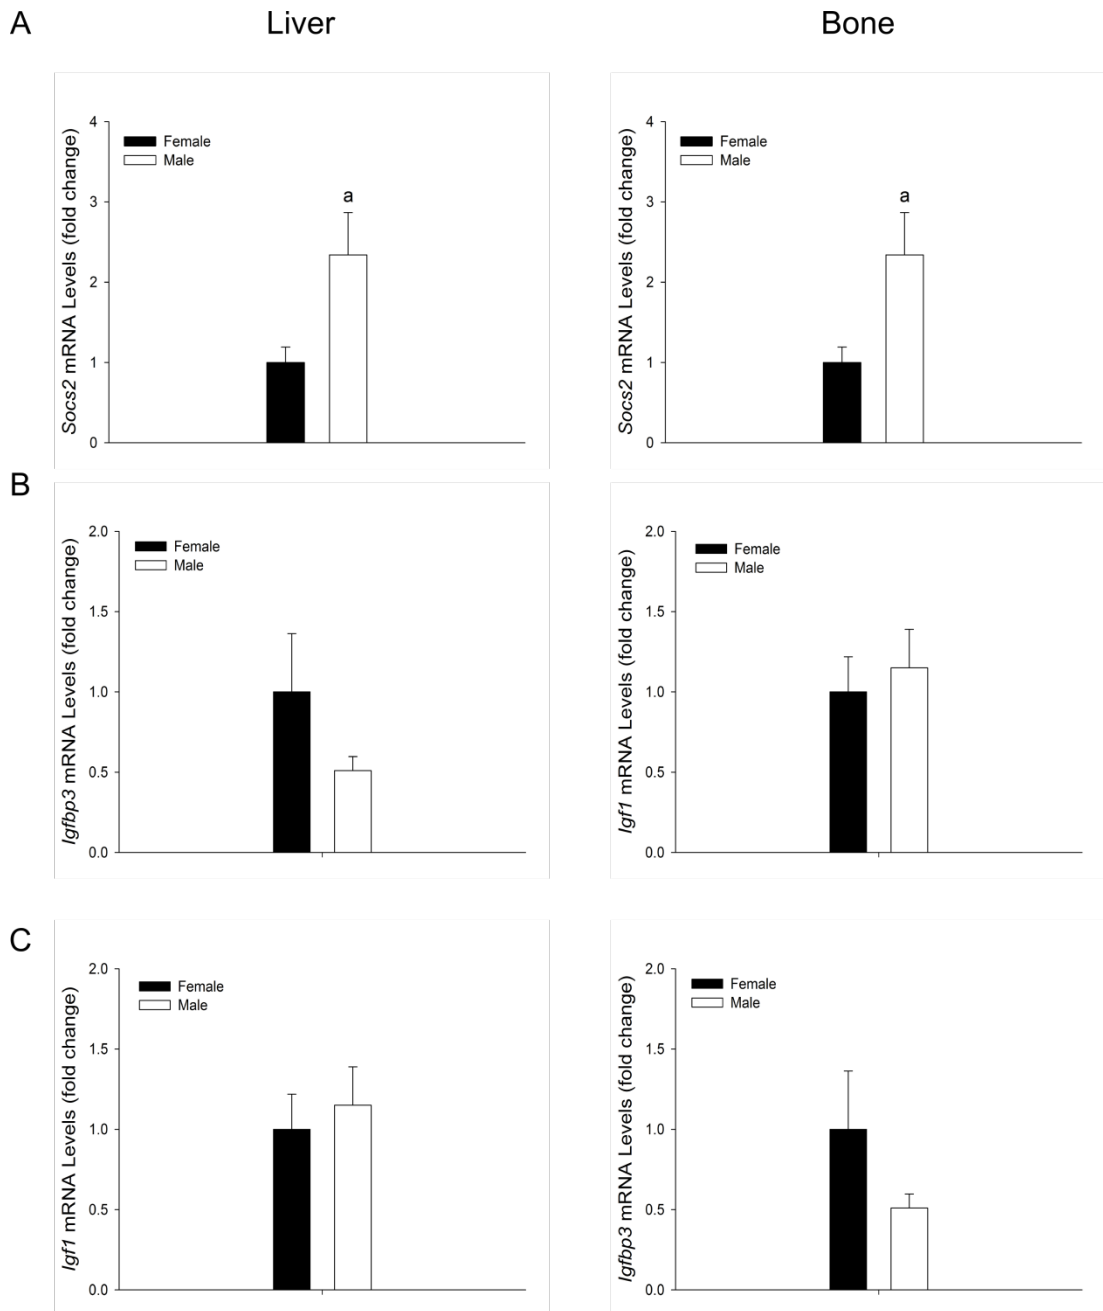 A
Liver
Bone
Socs2 mRNA Levels (fold change)
4
3
2
1
0
Female
Male
a
Socs2 mRNA Levels (fold change)
4
3
2
1
0
Female
Male
a
B
Igfbp3 mRNA Levels (fold change)
2.0
1.5
1.0
0.5
0.0
Female
Male
Igf1 mRNA Levels (fold change)
2.0
1.5
1.0
0.5
0.0
Female
Male
C
Igf1 mRNA Levels (fold change)
2.0
1.5
1.0
0.5
0.0
Female
Male
Igfbp3 mRNA Levels (fold change)
2.0
1.5
1.0
0.5
0.0
Female
Male